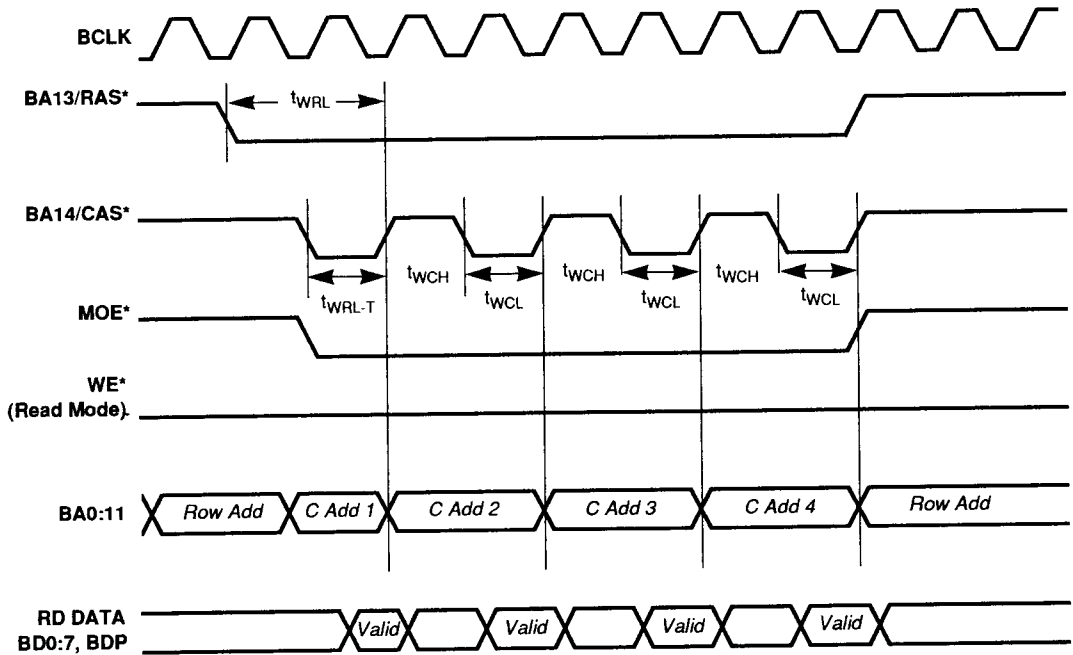 BCLK
BA13/RAS*
tWRL
BA14/CAS*
tWCH
tWCH
tWCH
tWRL-T
tWCL
tWCL
tWCL
MOE*
WE*
(Read Mode).
BA0:11
Row Add
C Add 1
C Add 2
C Add 3
C Add 4
Row Add
RD DATA
BD0:7, BDP
Valid
Valid
Valid
Valid